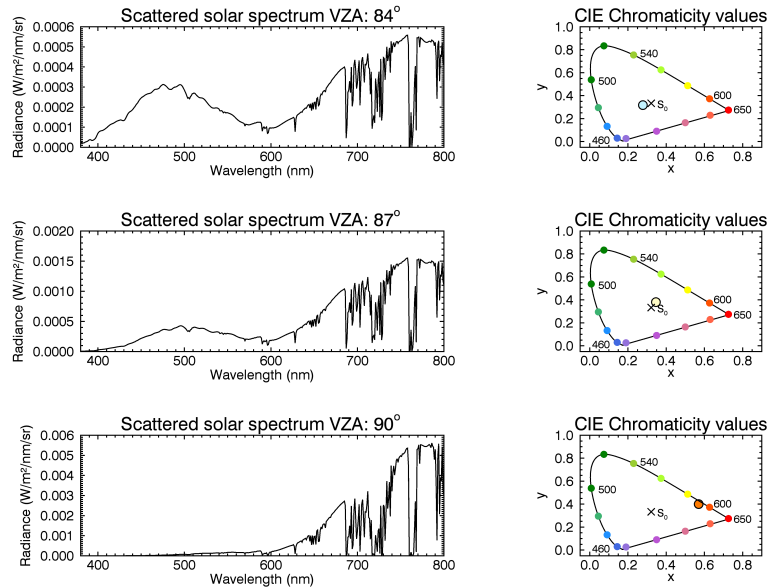 Scattered solar spectrum VZA: 84°
CIE Chromaticity values
Radiance (W/m²/nm/sr)
0.0006
0.0005
0.0004
0.0003
0.0002
0.0001
0.0000
400 500 600 700 800
Wavelength (nm)
y
1.0
0.8
0.6
0.4
0.2
0.0
540
500
600
650
460
S₀
0.0 0.2 0.4 0.6 0.8
x
Scattered solar spectrum VZA: 87°
CIE Chromaticity values
Radiance (W/m²/nm/sr)
0.0020
0.0015
0.0010
0.0005
0.0000
400 500 600 700 800
Wavelength (nm)
y
1.0
0.8
0.6
0.4
0.2
0.0
540
500
600
650
460
S₀
0.0 0.2 0.4 0.6 0.8
x
Scattered solar spectrum VZA: 90°
CIE Chromaticity values
Radiance (W/m²/nm/sr)
0.006
0.005
0.004
0.003
0.002
0.001
0.000
400 500 600 700 800
Wavelength (nm)
y
1.0
0.8
0.6
0.4
0.2
0.0
540
500
600
650
460
S₀
0.0 0.2 0.4 0.6 0.8
x